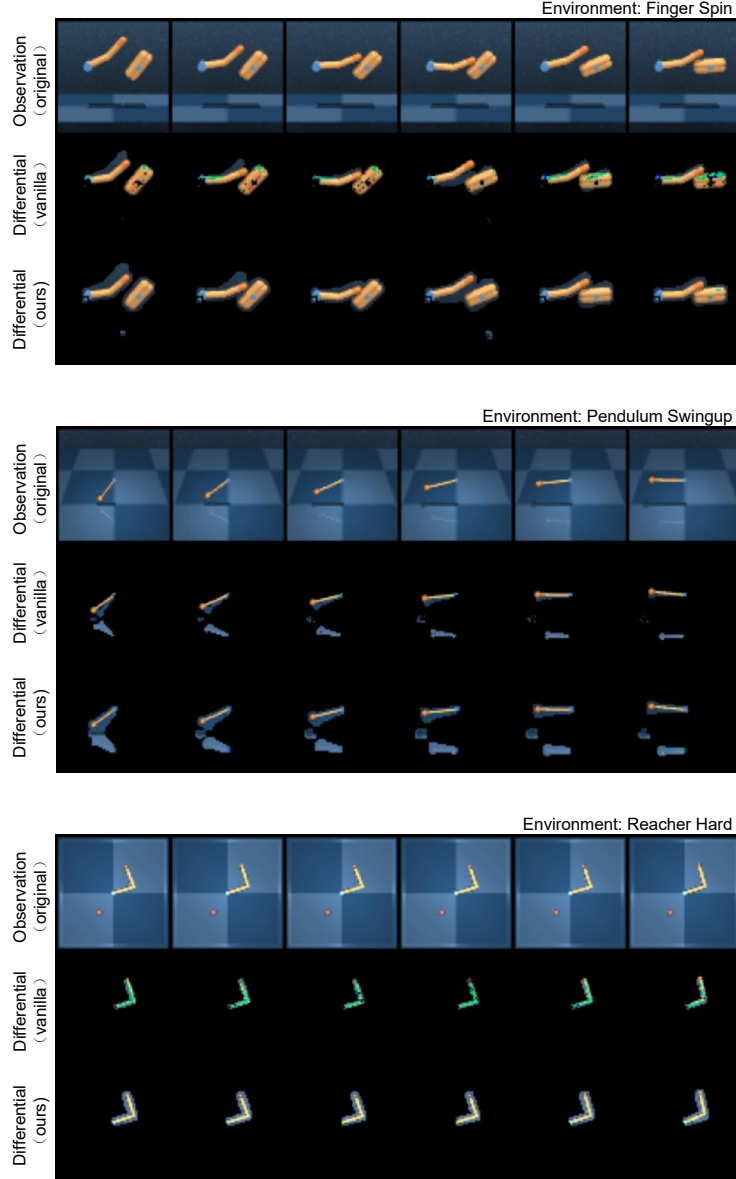 Environment: Finger Spin
Observation
（original）
Differential
（vanilla）
Differential
（ours）
Environment: Pendulum Swingup
Observation
（original）
Differential
（vanilla）
Differential
（ours）
Environment: Reacher Hard
Observation
（original）
Differential
（vanilla）
Differential
（ours）